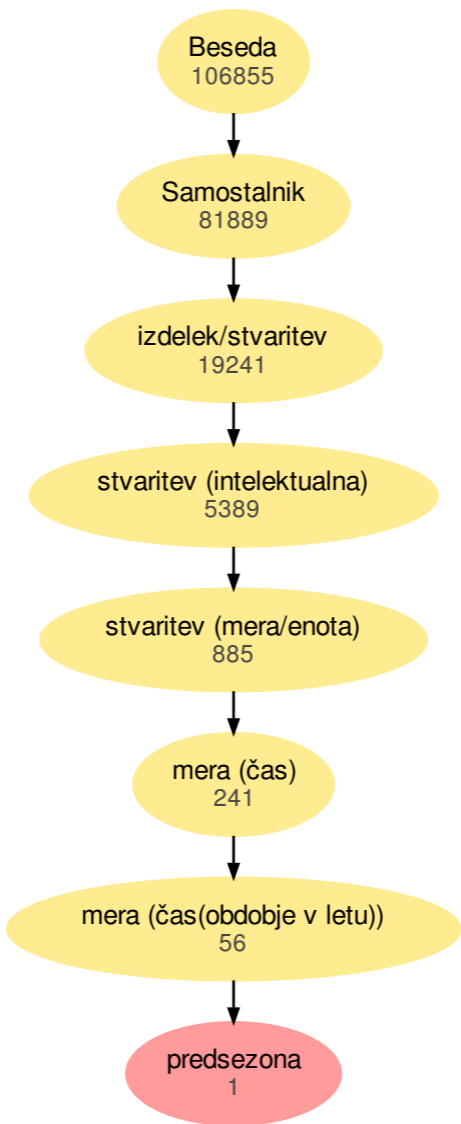 Beseda
106855
Samostalnik
81889
izdelek/stvaritev
19241
stvaritev (intelektualna)
5389
stvaritev (mera/enota)
885
mera (čas)
241
mera (čas(obdobje v letu))
56
predsezona
1